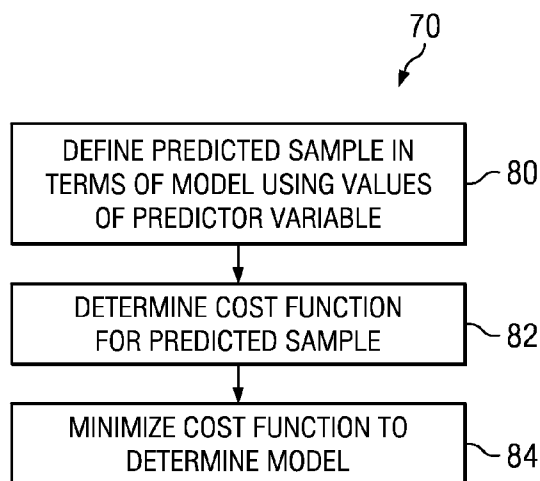 70
DEFINE PREDICTED SAMPLE IN
TERMS OF MODEL USING VALUES
OF PREDICTOR VARIABLE
80
DETERMINE COST FUNCTION
FOR PREDICTED SAMPLE
82
MINIMIZE COST FUNCTION TO
DETERMINE MODEL
84